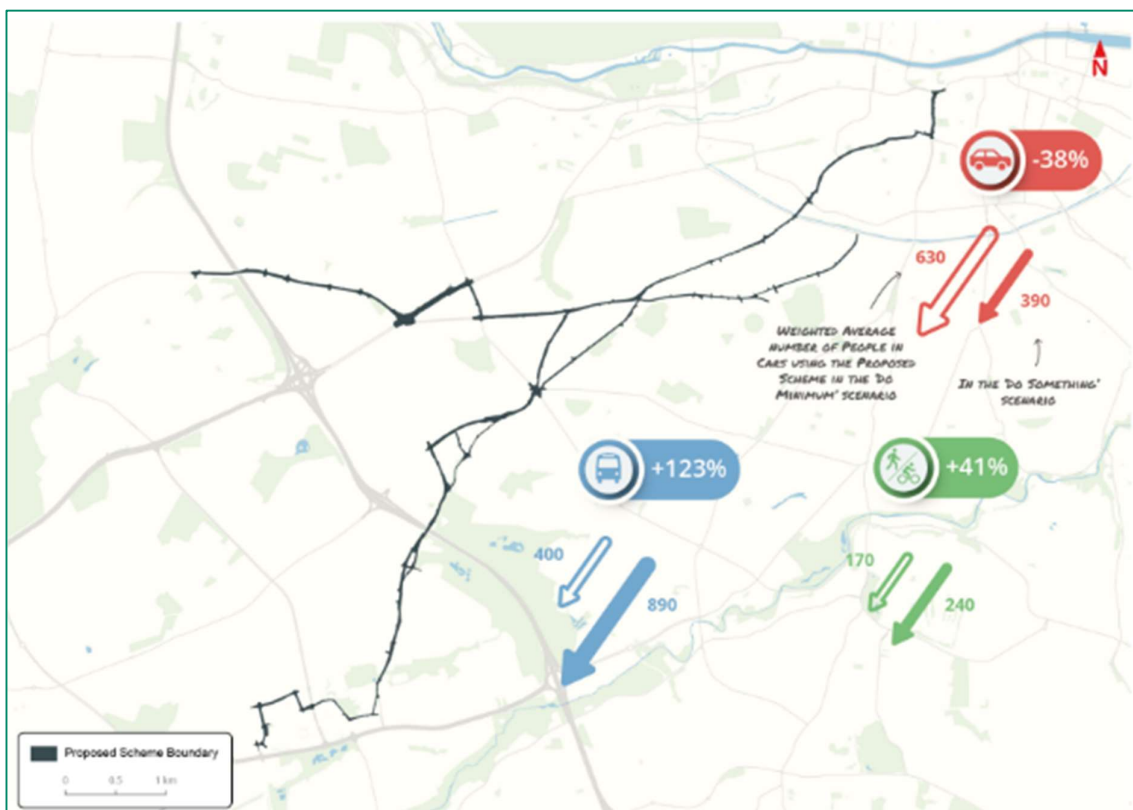 N
-38%
630
390
Weighted Average
number of People in
Cars using the Proposed
Scheme in the 'Do
Minimum' scenario
In the 'Do Something'
scenario
+123%
+41%
400
890
170
240
Proposed Scheme Boundary
0 0.5 1 km